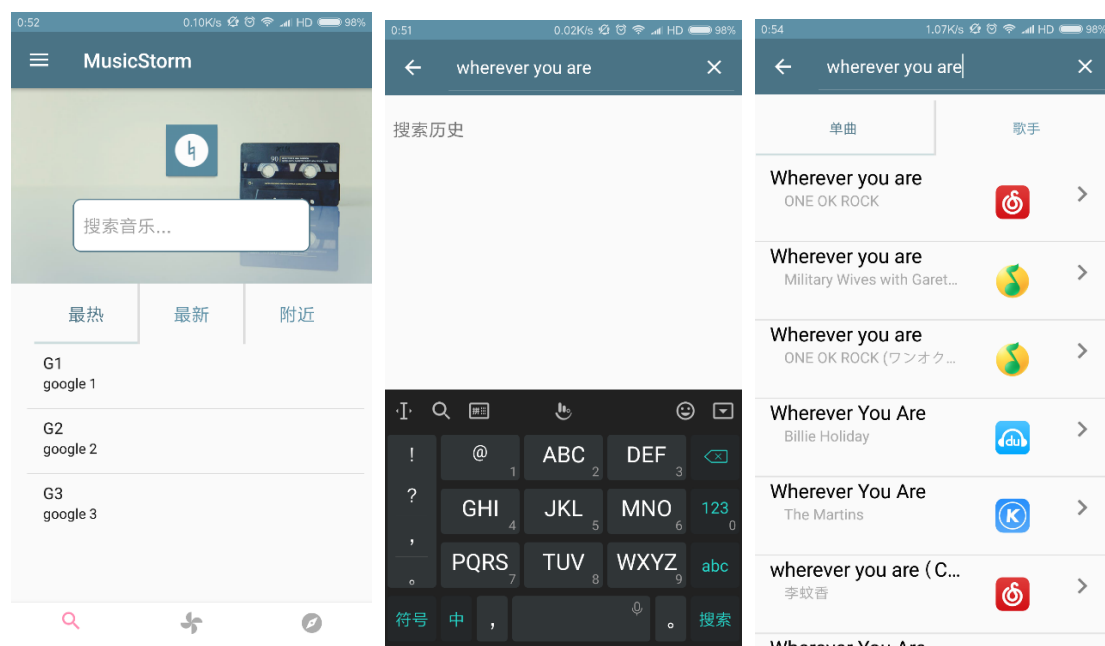 0:52 0.10K/s HD 98%
MusicStorm
搜索音乐...
最热 最新 附近
G1
google 1
G2
google 2
G3
google 3
0:51 0.02K/s HD 98%
wherever you are
搜索历史
! @ 1 ABC 2 DEF 3
? GHI 4 JKL 5 MNO 6 123 0
, PQRS 7 TUV 8 WXYZ 9 abc
。
符号 中 , 。 搜索
0:54 1.07K/s HD 98%
wherever you are
单曲 歌手
Wherever you are
ONE OK ROCK
Wherever you are
Military Wives with Garet...
Wherever you are
ONE OK ROCK (ワンオク...
Wherever You Are
Billie Holiday
du
Wherever You Are
The Martins
K
wherever you are ( C...
李蚊香
Wherever You Are